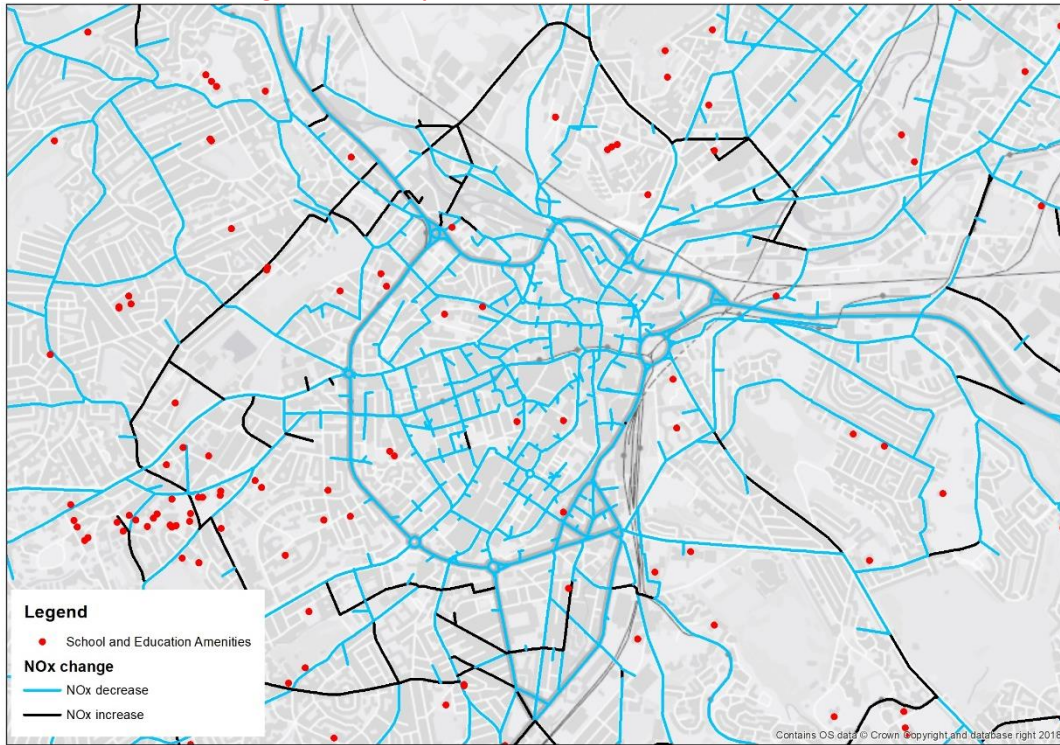 Legend
School and Education Amenities
NOx change
NOx decrease
NOx increase
Contains OS data © Crown Copyright and database right 2018